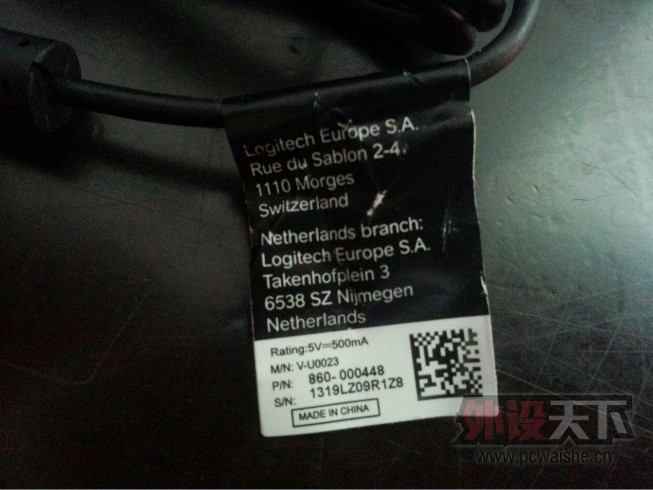 Logitech Europe S.A.
Rue du Sablon 2-4
1110 Morges
Switzerland
Netherlands branch:
Logitech Europe S.A.
Takenhofplein 3
6538 SZ Nijmegen
Netherlands
Rating:5V⎓500mA
M/N: V-U0023
P/N: 860-000448
S/N: 1319LZ09R1Z8
MADE IN CHINA
外设天下
www.pcwaishe.cn